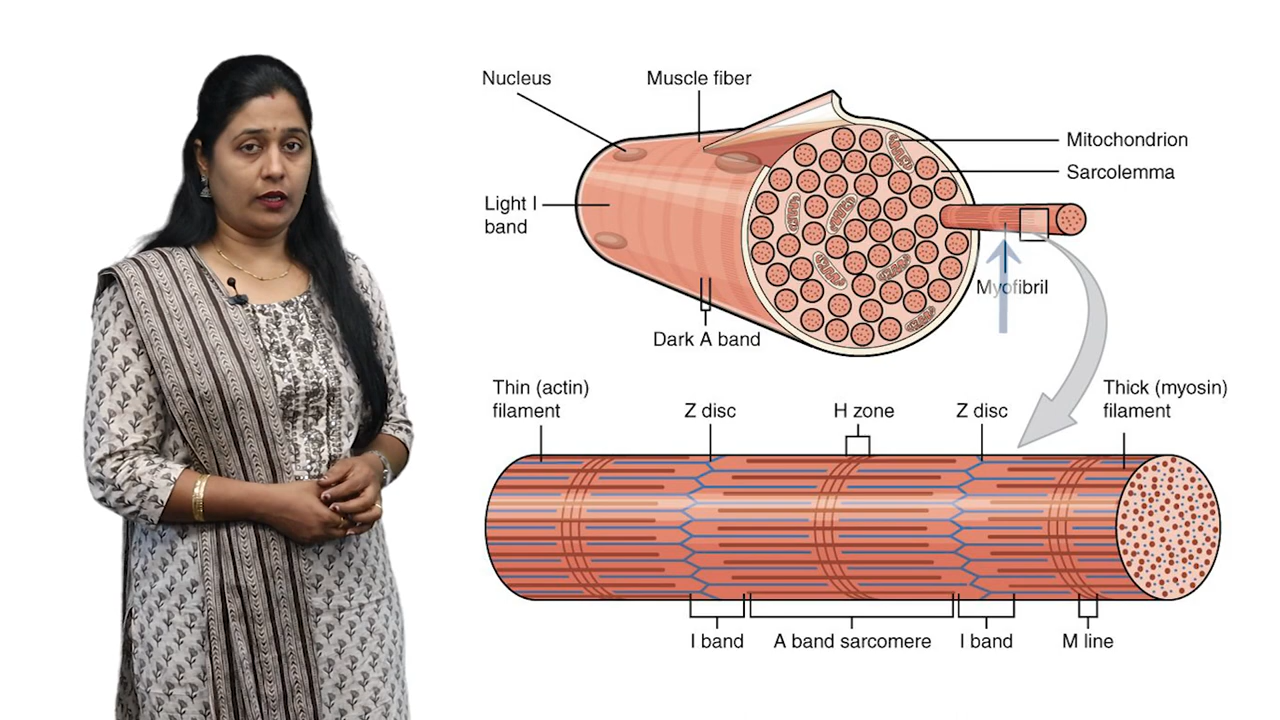 Nucleus
Muscle fiber
Mitochondrion
Sarcolemma
Light I
band
Myofibril
Dark A band
Thin (actin)
filament
Z disc
H zone
Z disc
Thick (myosin)
filament
I band
A band sarcomere
I band
M line